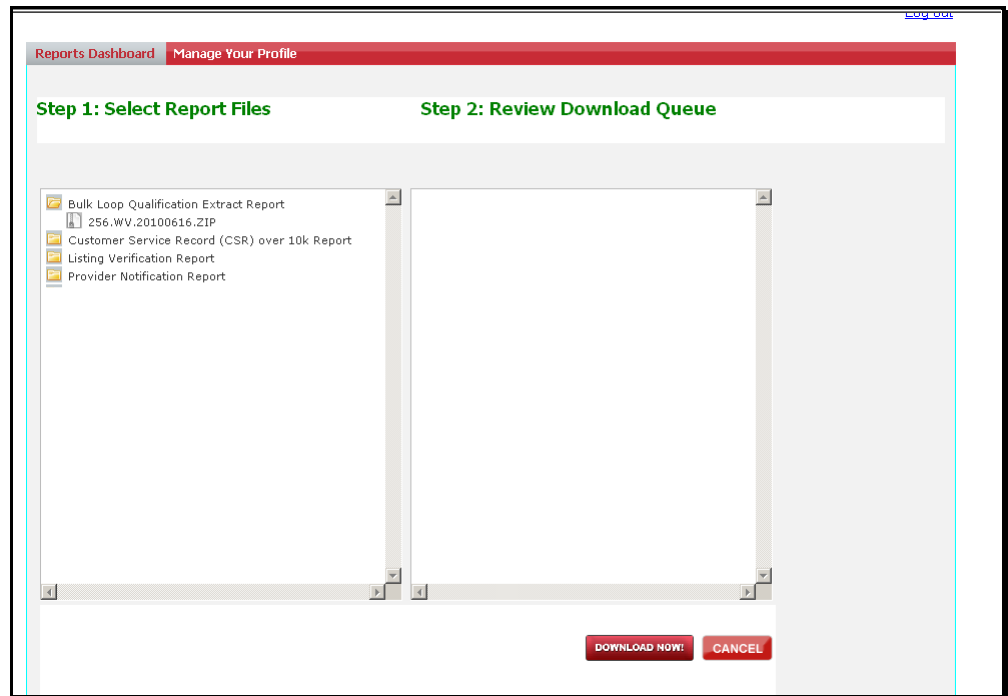 Log out
Reports Dashboard Manage Your Profile
Step 1: Select Report Files Step 2: Review Download Queue
Bulk Loop Qualification Extract Report
256.WV.20100616.ZIP
Customer Service Record (CSR) over 10k Report
Listing Verification Report
Provider Notification Report
DOWNLOAD NOW! CANCEL